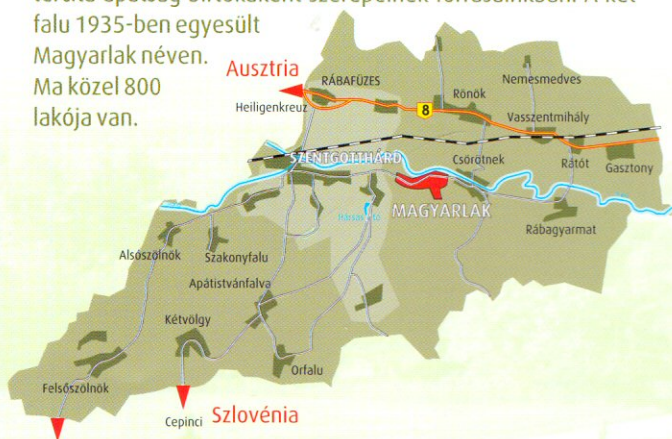 falu 1935-ben egyesült
Magyarlak néven.
Ma közel 800
lakója van.
Ausztria
RÁBAFÜZES
Heiligenkreuz
8
Rönök
Nemesmedves
Vasszentmihály
SZENTGOTTHÁRD
Csörötnek
Rátót
Gasztony
MAGYARLAK
Rábagyarmat
Alsószölnök
Szakonyfalu
Apátistvánfalva
Kétvölgy
Orfalu
Felsőszölnök
Cepinci
Szlovénia